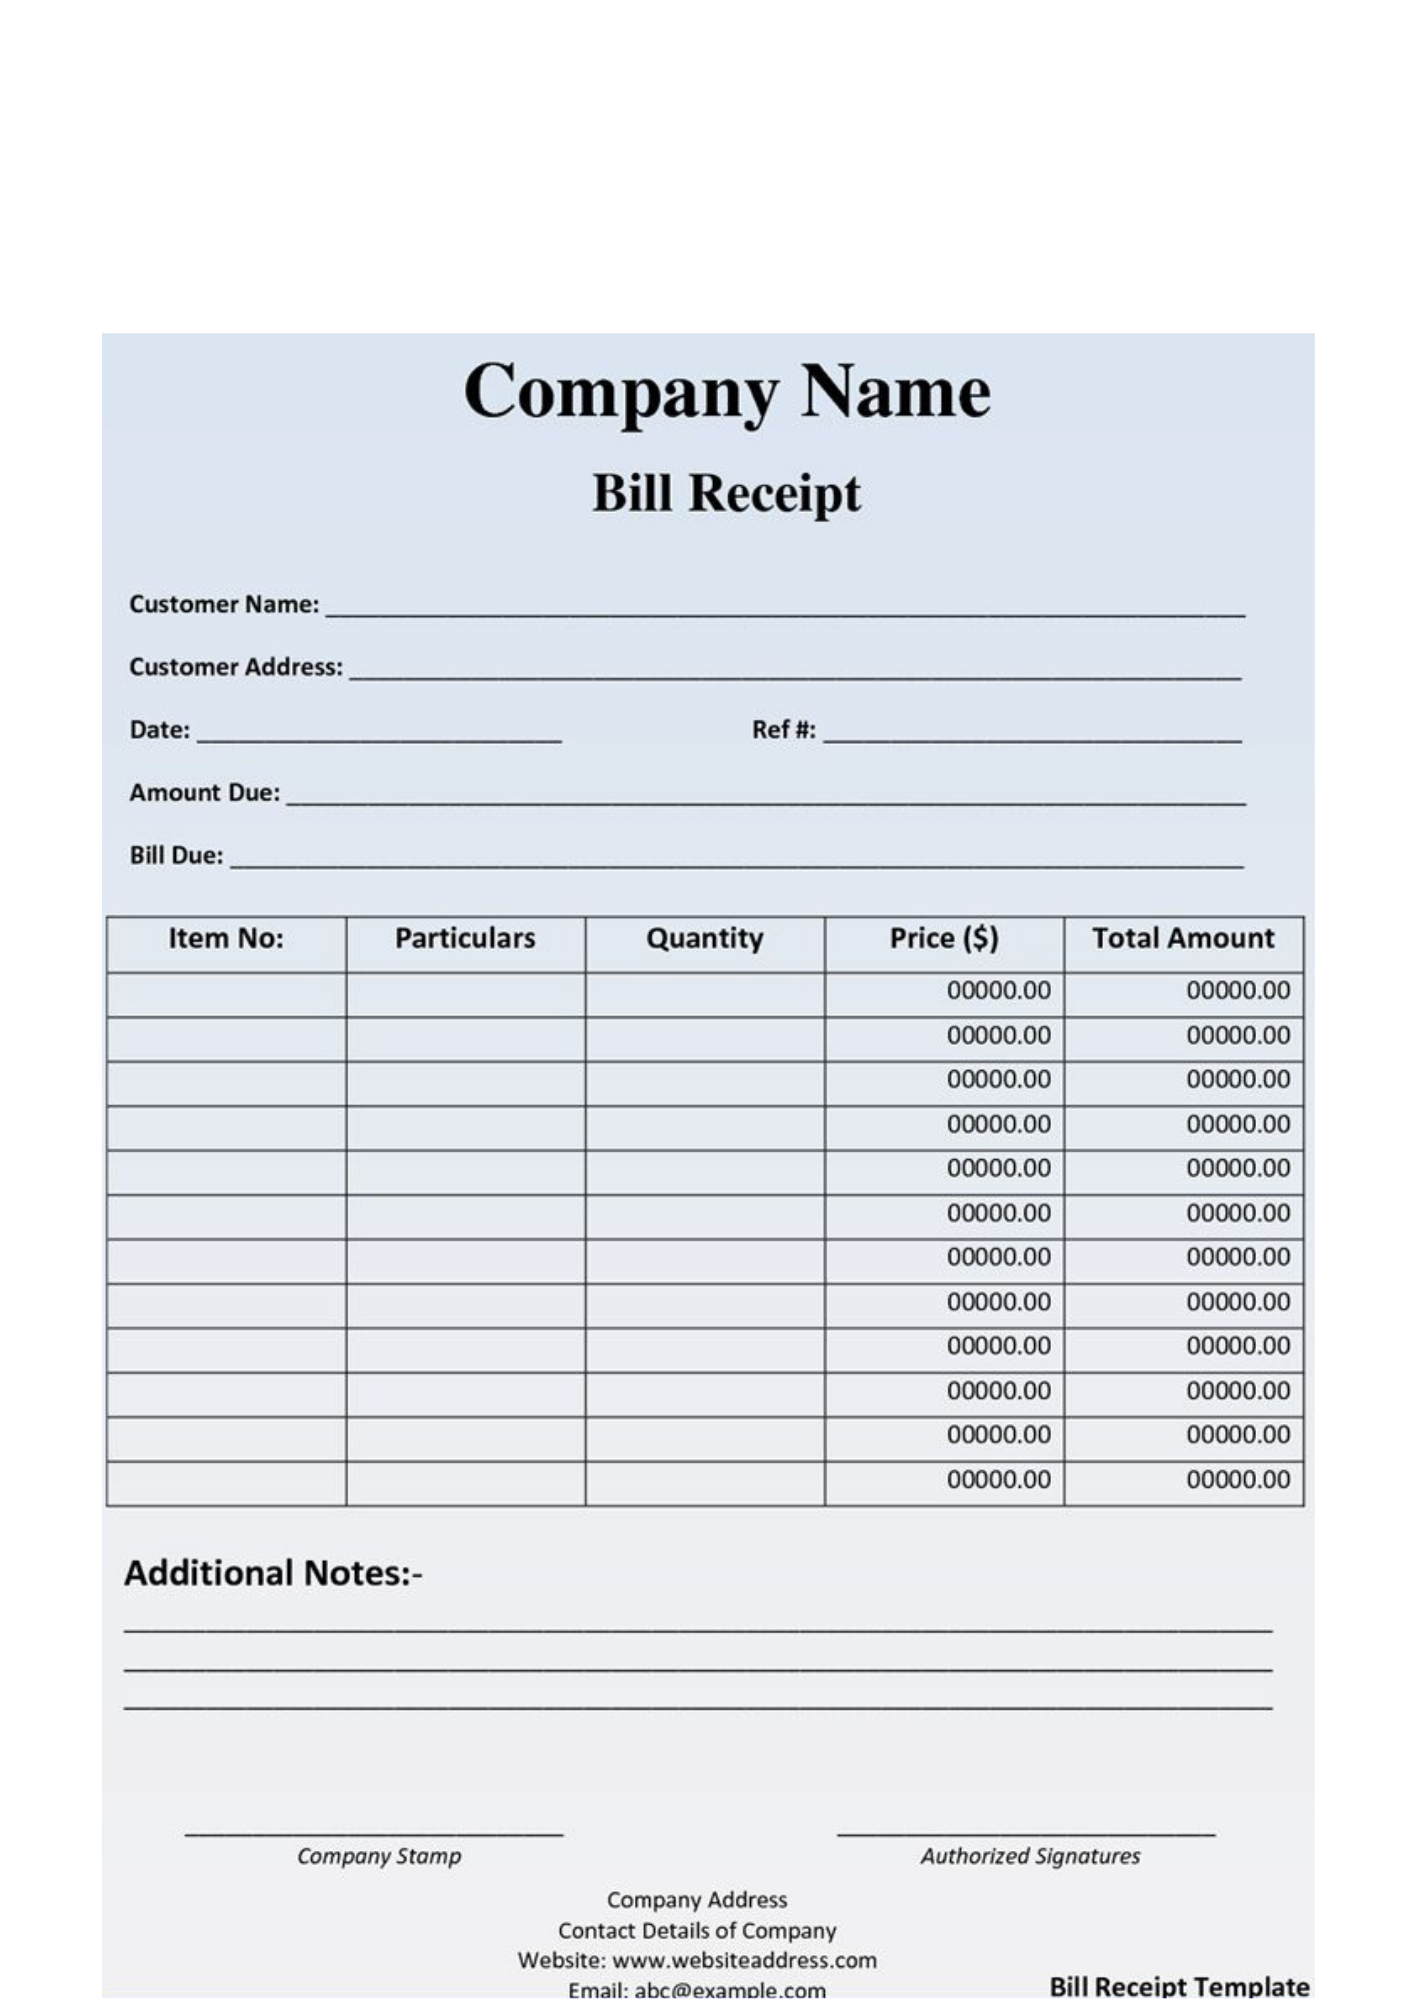 Company Name
Bill Receipt
Customer Name:
Customer Address:
Date: Ref #:
Amount Due:
Bill Due:
Item No: Particulars Quantity Price ($) Total Amount
00000.00 00000.00
00000.00 00000.00
00000.00 00000.00
00000.00 00000.00
00000.00 00000.00
00000.00 00000.00
00000.00 00000.00
00000.00 00000.00
00000.00 00000.00
00000.00 00000.00
00000.00 00000.00
00000.00 00000.00
Additional Notes:-
Company Stamp Authorized Signatures
Company Address
Contact Details of Company
Website: www.websiteaddress.com
Email: abc@example.com
Bill Receipt Template